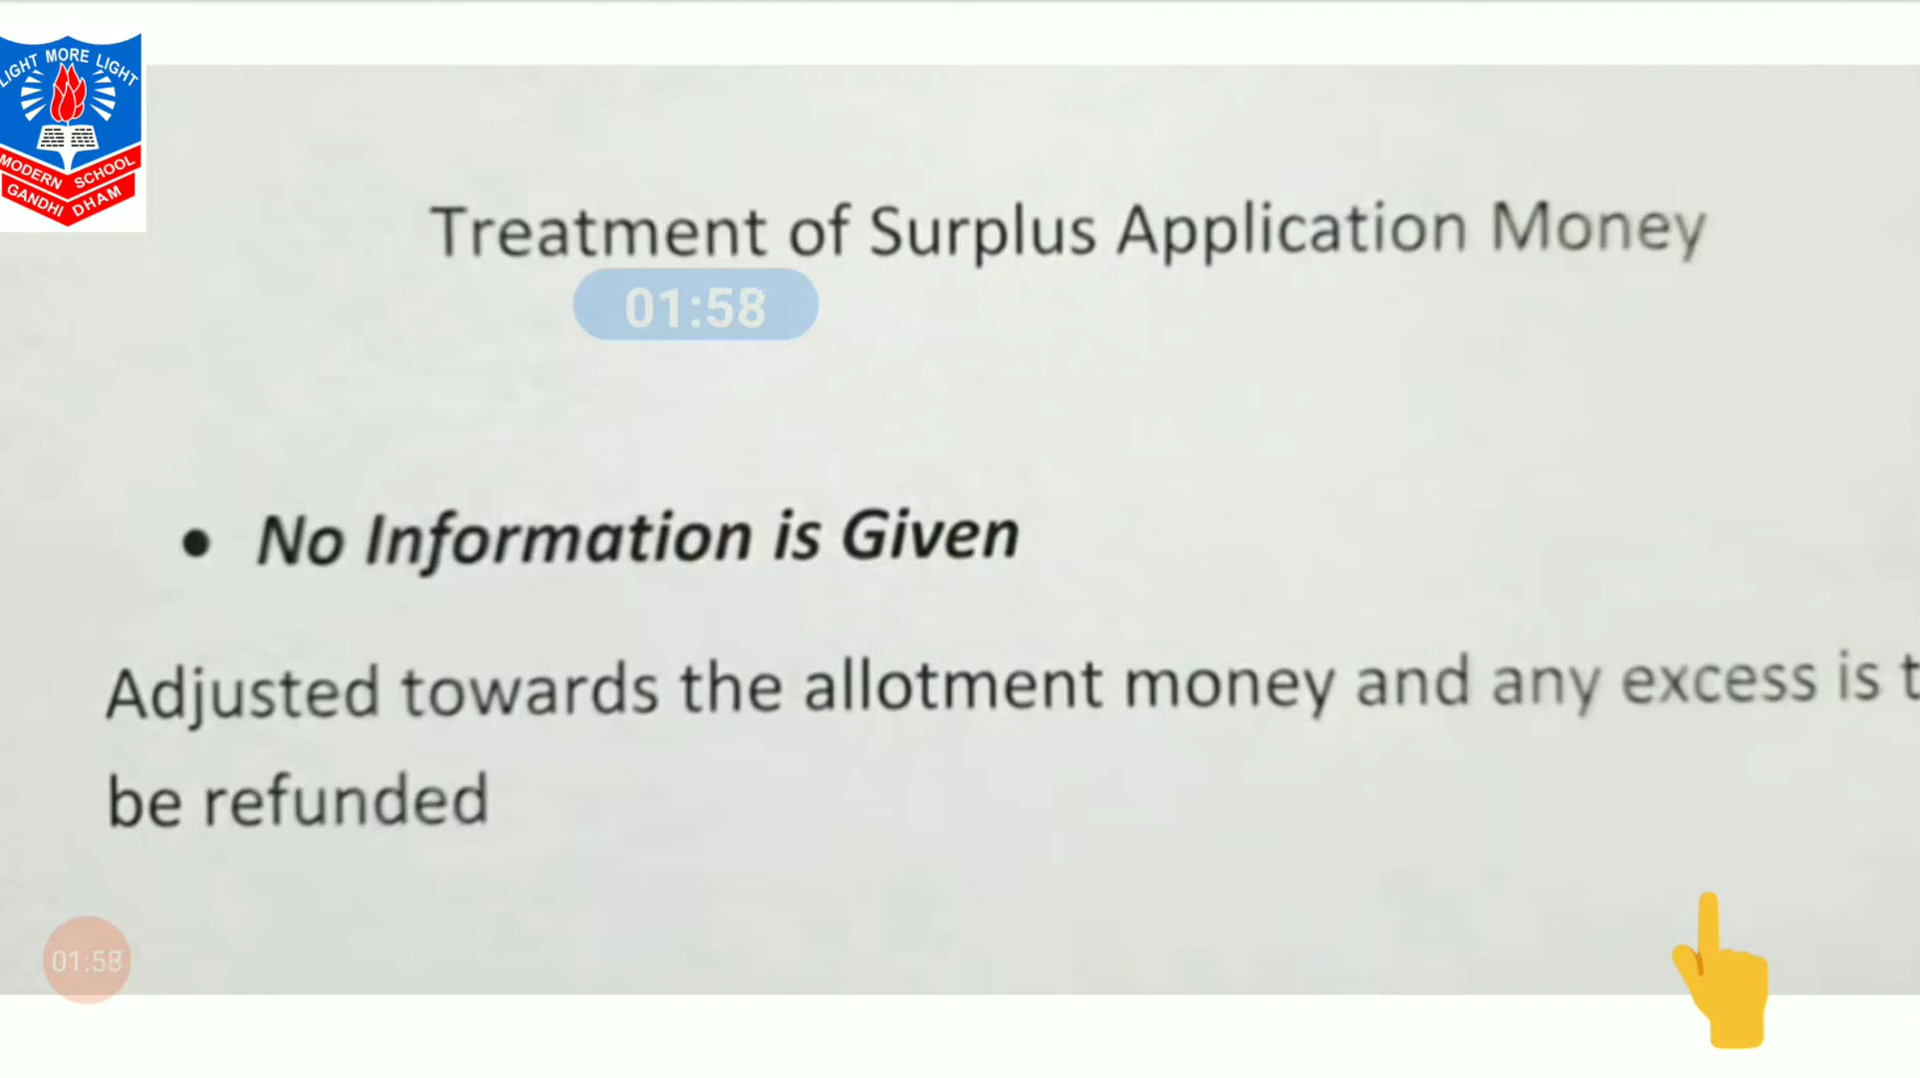 LIGHT MORE LIGHT
MODERN SCHOOL
GANDHI DHAM
Treatment of Surplus Application Money
01:58
• No Information is Given
Adjusted towards the allotment money and any excess is t
be refunded
01:58